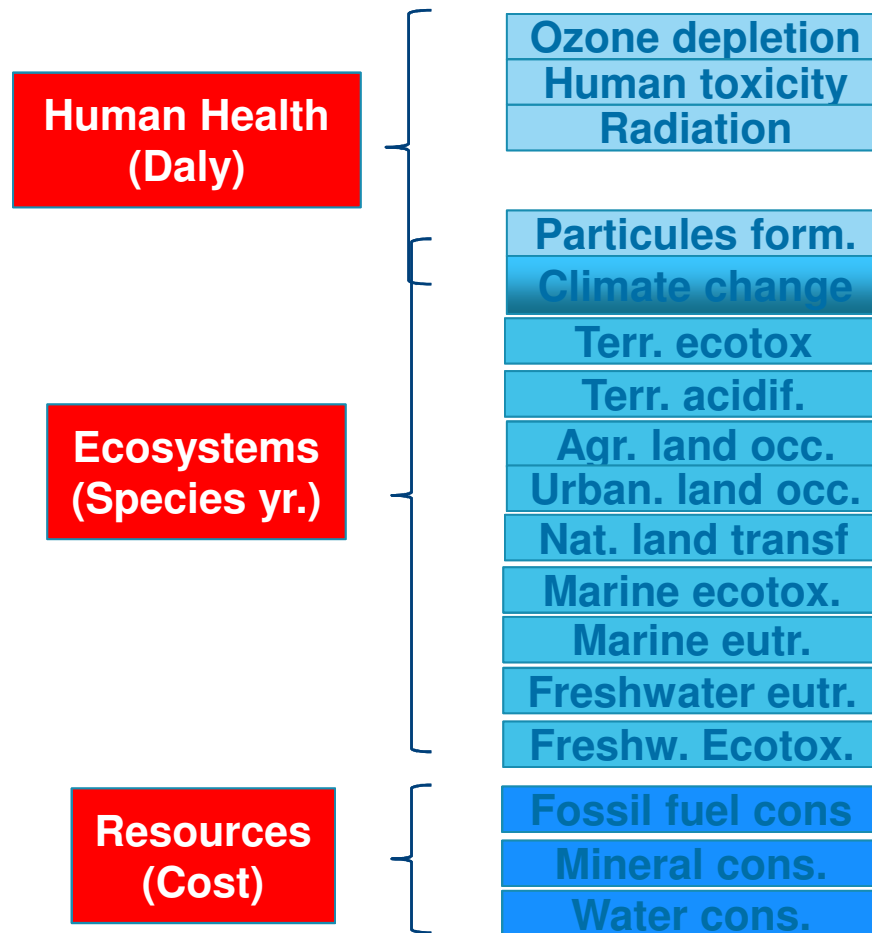 Human Health
(Daly)
Ozone depletion
Human toxicity
Radiation
Particules form.
Climate change
Ecosystems
(Species yr.)
Terr. ecotox
Terr. acidif.
Agr. land occ.
Urban. land occ.
Nat. land transf
Marine ecotox.
Marine eutr.
Freshwater eutr.
Freshw. Ecotox.
Resources
(Cost)
Fossil fuel cons
Mineral cons.
Water cons.